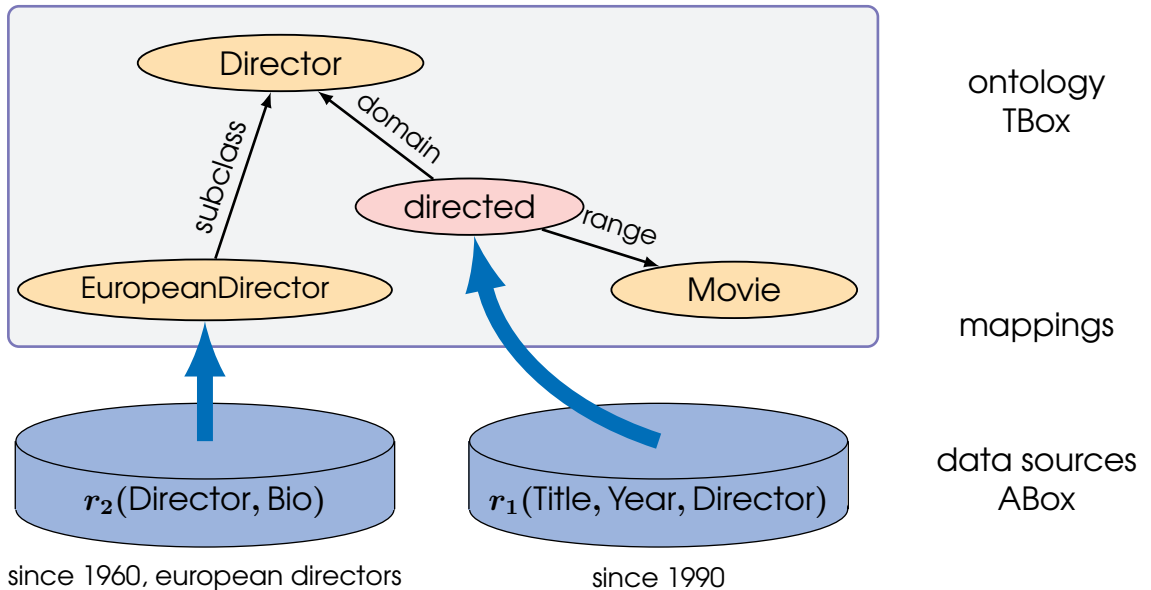 Director
ontology
TBox
domain
subclass
directed
range
EuropeanDirector
Movie
mappings
r₂(Director, Bio)
r₁(Title, Year, Director)
data sources
ABox
since 1960, european directors
since 1990